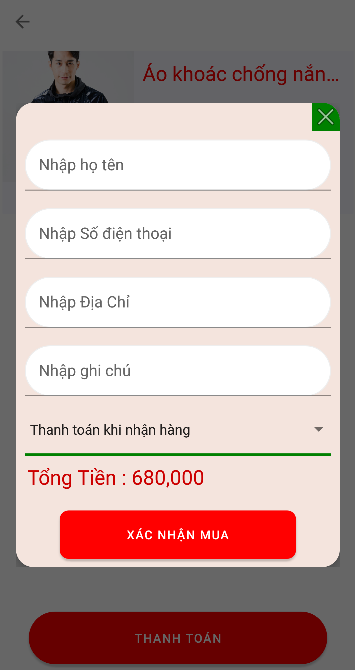 Áo khoác chống nắn...
Nhập họ tên
Nhập Số điện thoại
Nhập Địa Chỉ
Nhập ghi chú
Thanh toán khi nhận hàng
Tổng Tiền : 680,000
XÁC NHẬN MUA
THANH TOÁN